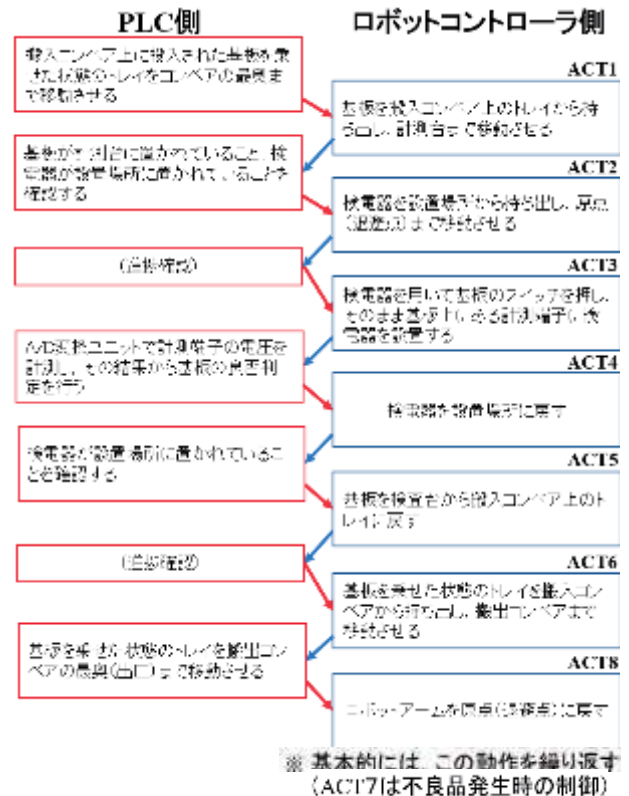 PLC側
ロボットコントローラ側
搬入コンベア上に投入された基板を乗
せた状態のトレイをコンベアの最奥ま
で移動させる
ACT1
基板を搬入コンベア上のトレイから持
ち出し、計測台まで移動させる
基板が計測台に置かれていること、検
電器が設置場所に置かれていることを
確認する
ACT2
検電器を設置場所から持ち出し、原点
(退避点)まで移動させる
(進捗確認)
ACT3
検電器を用いて基板のスイッチを押し、
そのまま基板上にある計測端子に検
電器を設置する
A/D変換ユニットで計測端子の電圧を
計測し、その結果から基板の良否判
定を行う
ACT4
検電器を設置場所に戻す
検電器が設置場所に置かれているこ
とを確認する
ACT5
基板を検査台から搬入コンベア上のト
レイに戻す
(進捗確認)
ACT6
基板を乗せた状態のトレイを搬入コン
ベアから持ち出し、搬出コンベアまで
移動させる
基板を乗せた状態のトレイを搬出コン
ベアの最奥(出口)まで移動させる
ACT8
ロボットアームを原点(退避点)に戻す
※ 基本的には、この動作を繰り返す
(ACT7は不良品発生時の制御)